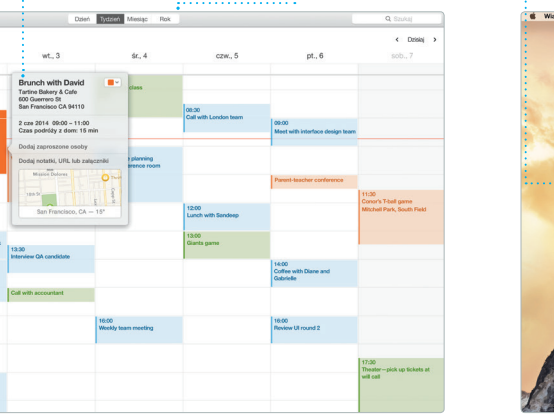 Dzień Tydzień Miesiąc Rok
Szukaj
Dzisiaj
wt., 3 śr., 4 czw., 5 pt., 6 sob., 7
Brunch with David
Tartine Bakery & Cafe
600 Guerrero St
San Francisco CA 94110
2 cze 2014 09:00 – 11:00
Czas podróży z dom: 15 min
Dodaj zaproszone osoby
Dodaj notatki, URL lub załączniki
Mission Dolores
San Francisco, CA — 15°
13:30
Interview QA candidate
Call with accountant
class
planning
16:00
Weekly team meeting
09:30
Call with London team
12:00
Lunch with Sandeep
13:00
Giants game
09:00
Meet with interface design team
Parent-teacher conference
14:00
Coffee with Diane and
Gabrielle
16:00
Review UI round 2
11:30
Conor's T-ball game
Mitchell Park, South Field
17:30
Theater—pick up tickets at
will call